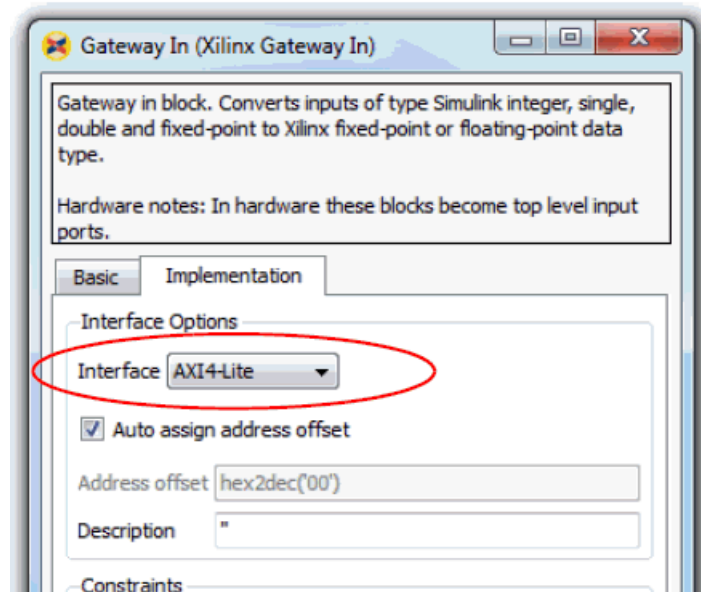 Gateway In (Xilinx Gateway In)
Gateway in block. Converts inputs of type Simulink integer, single,
double and fixed-point to Xilinx fixed-point or floating-point data
type.
Hardware notes: In hardware these blocks become top level input
ports.
Basic Implementation
Interface Options
Interface AXI4-Lite
Auto assign address offset
Address offset hex2dec('00')
Description ''
Constraints